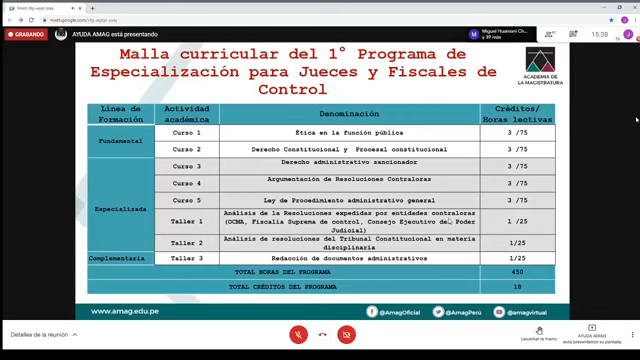 GRABANDO
AYUDA AMAG está presentando
Miguel Huamani Ch...
y 39 más
15:38
Malla curricular del 1° Programa de
Especialización para Jueces y Fiscales de
Control
ACADEMIA DE
LA MAGISTRATURA
Línea de Formación
Actividad académica
Denominación
Créditos/ Horas lectivas
Fundamental
Curso 1 Ética en la función pública 3 /75
Curso 2 Derecho Constitucional y Procesal constitucional 3 /75
Especializada
Curso 3 Derecho administrativo sancionador 3 /75
Curso 4 Argumentación de Resoluciones Contraloras 3 /75
Curso 5 Ley de Procedimiento administrativo general 3 /75
Taller 1 Análisis de la Resoluciones expedidas por entidades contraloras 1 /25
(OCMA, Fiscalía Suprema de control, Consejo Ejecutivo del Poder
Judicial)
Taller 2 Análisis de resoluciones del Tribunal Constitucional en materia 1/25
disciplinaria
Complementaria Taller 3 Redacción de documentos administrativos 1/25
TOTAL HORAS DEL PROGRAMA 450
TOTAL CRÉDITOS DEL PROGRAMA 18
www.amag.edu.pe
@AmagOficial
@AmagPerú
@amagvirtual
Detalles de la reunión
Levantar la mano
AYUDA AMAG
está presentando su pantalla.